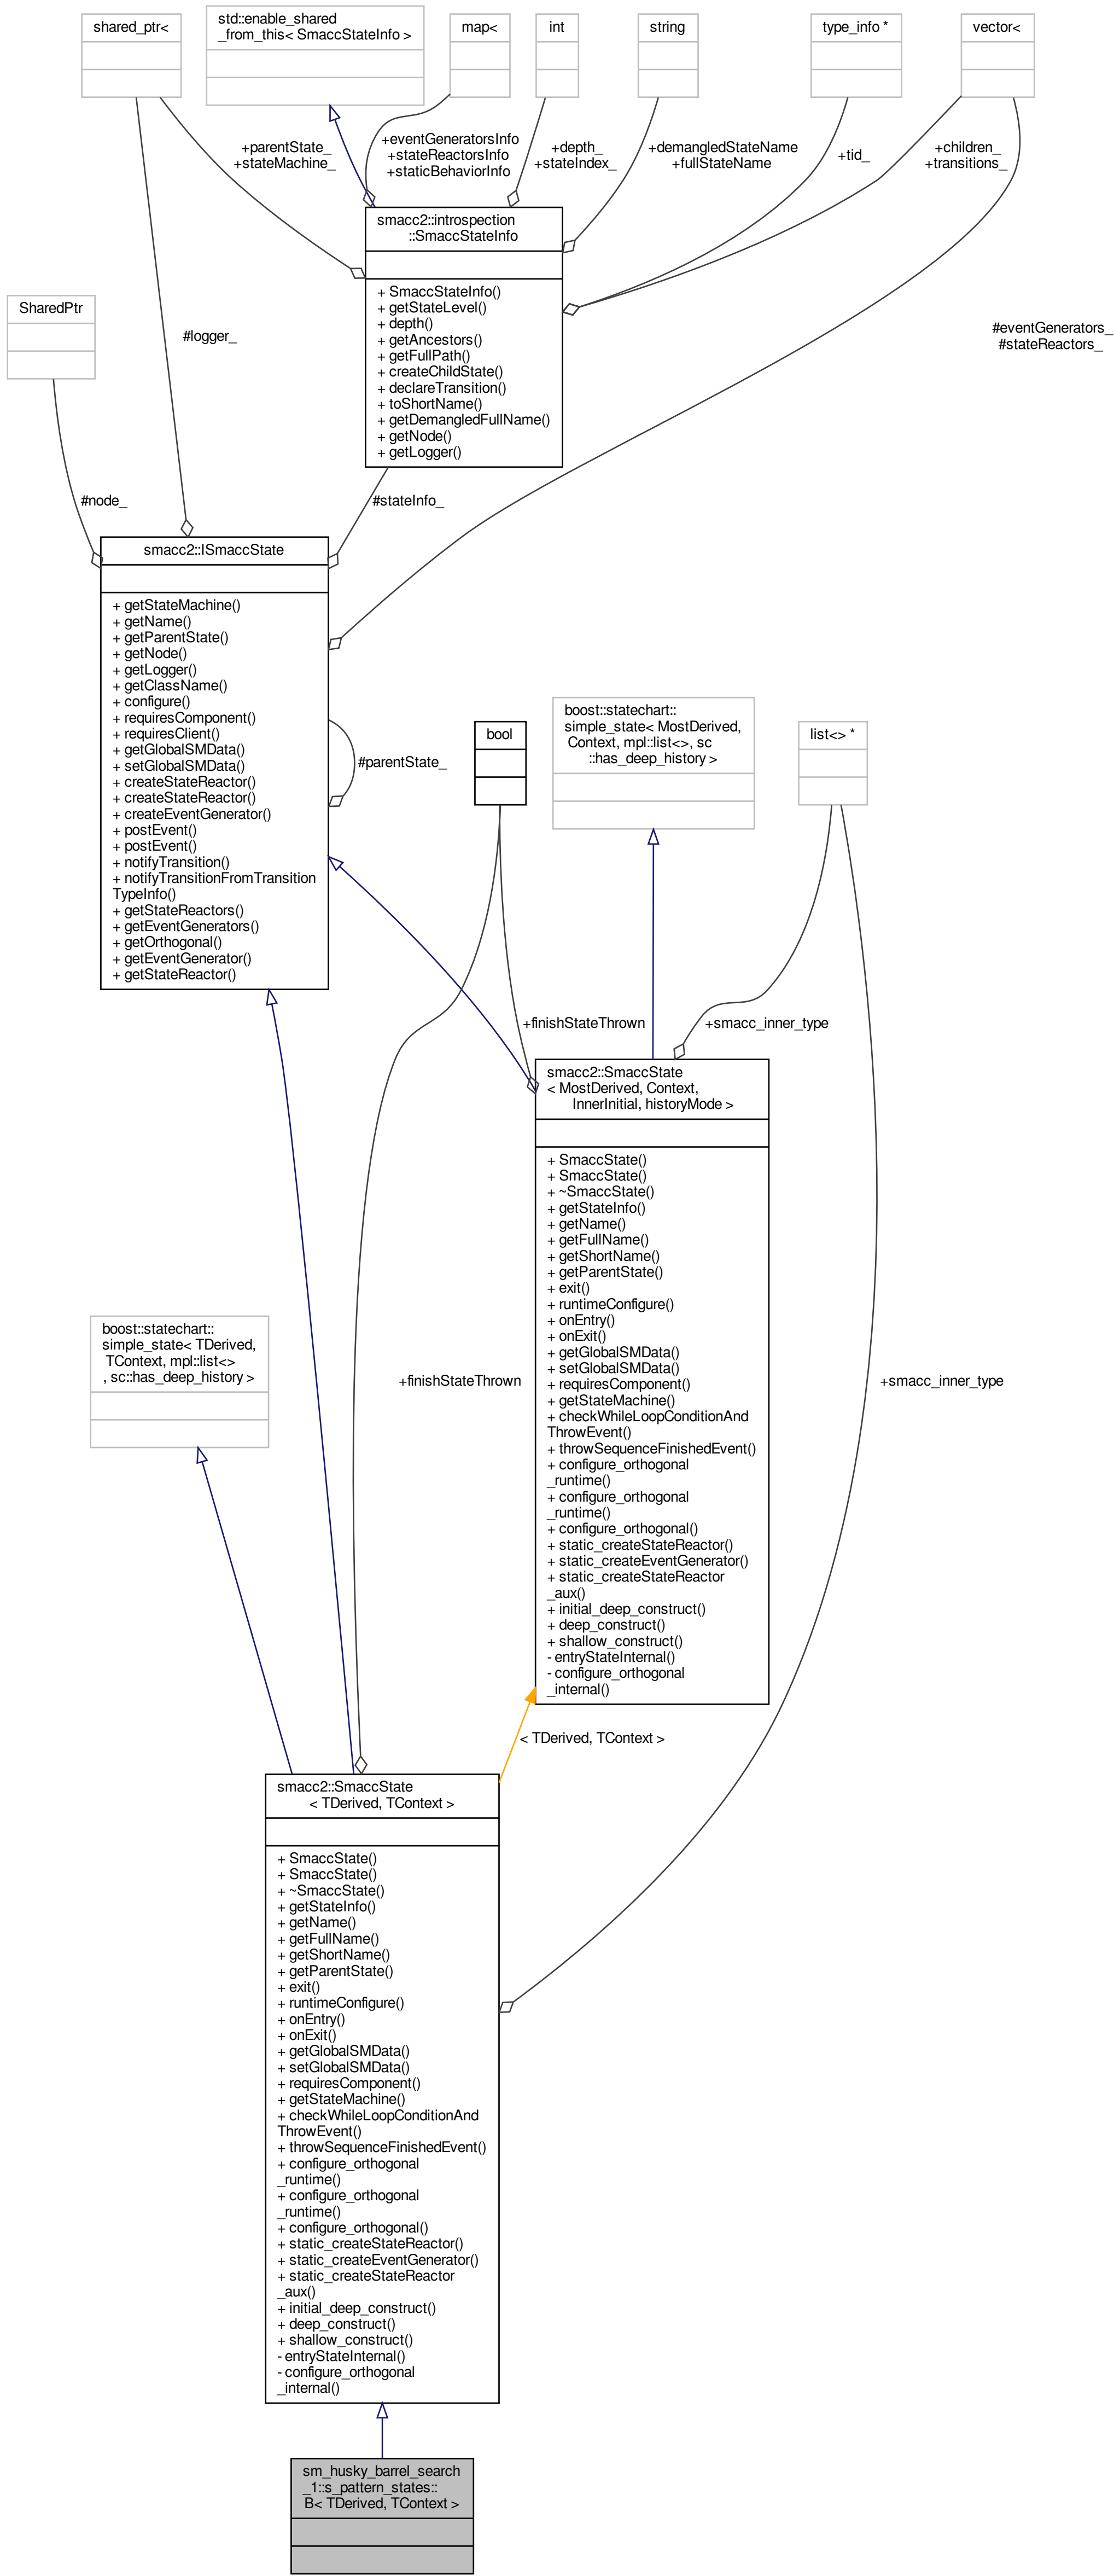 shared_ptr<
std::enable_shared
_from_this< SmaccStateInfo >
map<
int
string
type_info *
vector<
+parentState_
+stateMachine_
+eventGeneratorsInfo
+stateReactorsInfo
+staticBehaviorInfo
+depth_
+stateIndex_
+demangledStateName
+fullStateName
+tid_
+children_
+transitions_
smacc2::introspection
::SmaccStateInfo
+ SmaccStateInfo()
+ getStateLevel()
+ depth()
+ getAncestors()
+ getFullPath()
+ createChildState()
+ declareTransition()
+ toShortName()
+ getDemangledFullName()
+ getNode()
+ getLogger()
SharedPtr
#logger_
#eventGenerators_
#stateReactors_
#node_
#stateInfo_
smacc2::ISmaccState
+ getStateMachine()
+ getName()
+ getParentState()
+ getNode()
+ getLogger()
+ getClassName()
+ configure()
+ requiresComponent()
+ requiresClient()
+ getGlobalSMData()
+ setGlobalSMData()
+ createStateReactor()
+ createStateReactor()
+ createEventGenerator()
+ postEvent()
+ postEvent()
+ notifyTransition()
+ notifyTransitionFromTransition
TypeInfo()
+ getStateReactors()
+ getEventGenerators()
+ getOrthogonal()
+ getEventGenerator()
+ getStateReactor()
#parentState_
bool
boost::statechart::
simple_state< MostDerived,
Context, mpl::list<>, sc
::has_deep_history >
list<> *
+finishStateThrown
+smacc_inner_type
smacc2::SmaccState
< MostDerived, Context,
InnerInitial, historyMode >
+ SmaccState()
+ SmaccState()
+ ~SmaccState()
+ getStateInfo()
+ getName()
+ getFullName()
+ getShortName()
+ getParentState()
+ exit()
+ runtimeConfigure()
+ onEntry()
+ onExit()
+ getGlobalSMData()
+ setGlobalSMData()
+ requiresComponent()
+ getStateMachine()
+ checkWhileLoopConditionAnd
ThrowEvent()
+ throwSequenceFinishedEvent()
+ configure_orthogonal
_runtime()
+ configure_orthogonal
_runtime()
+ configure_orthogonal()
+ static_createStateReactor()
+ static_createEventGenerator()
+ static_createStateReactor
_aux()
+ initial_deep_construct()
+ deep_construct()
+ shallow_construct()
- entryStateInternal()
- configure_orthogonal
_internal()
boost::statechart::
simple_state< TDerived,
TContext, mpl::list<>
, sc::has_deep_history >
+finishStateThrown
+smacc_inner_type
< TDerived, TContext >
smacc2::SmaccState
< TDerived, TContext >
+ SmaccState()
+ SmaccState()
+ ~SmaccState()
+ getStateInfo()
+ getName()
+ getFullName()
+ getShortName()
+ getParentState()
+ exit()
+ runtimeConfigure()
+ onEntry()
+ onExit()
+ getGlobalSMData()
+ setGlobalSMData()
+ requiresComponent()
+ getStateMachine()
+ checkWhileLoopConditionAnd
ThrowEvent()
+ throwSequenceFinishedEvent()
+ configure_orthogonal
_runtime()
+ configure_orthogonal
_runtime()
+ configure_orthogonal()
+ static_createStateReactor()
+ static_createEventGenerator()
+ static_createStateReactor
_aux()
+ initial_deep_construct()
+ deep_construct()
+ shallow_construct()
- entryStateInternal()
- configure_orthogonal
_internal()
sm_husky_barrel_search
_1::s_pattern_states::
B< TDerived, TContext >